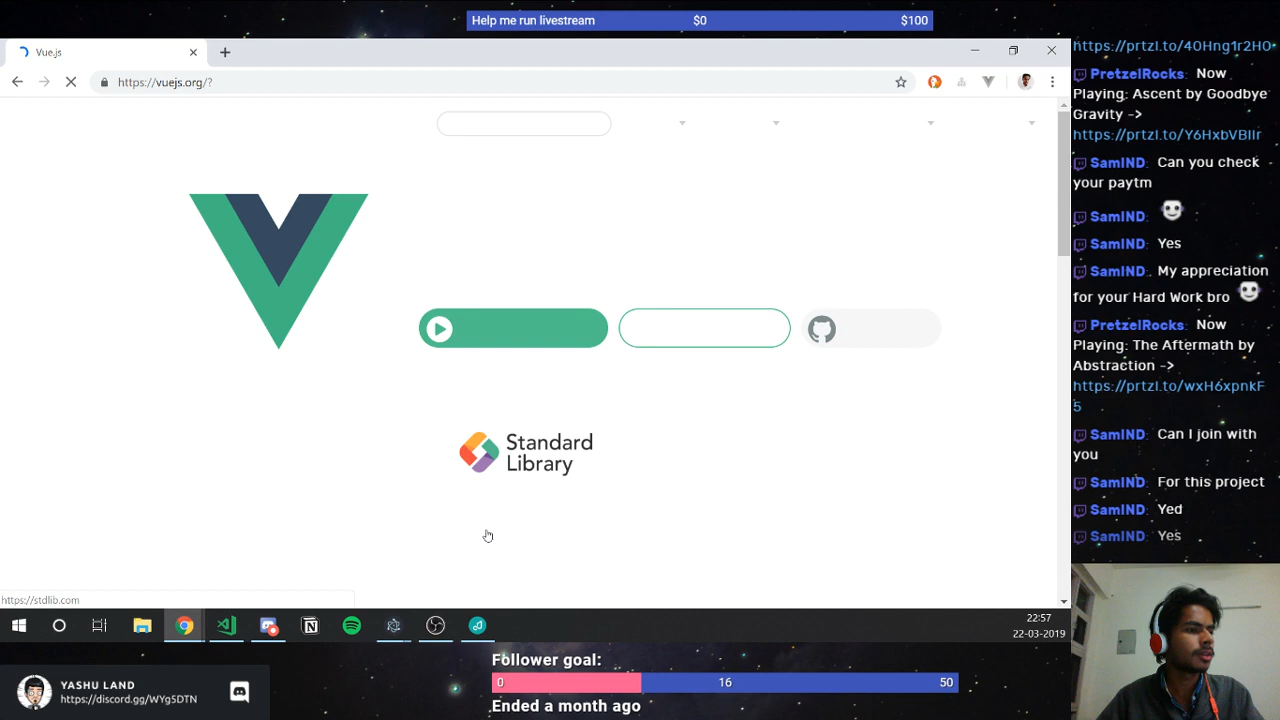 Help me run livestream $0 $100
Vue.js
https://vuejs.org/?
Standard
Library
https://stdlib.com
22:57
22-03-2019
https://prtzl.to/40Hng1r2H0
PretzelRocks: Now
Playing: Ascent by Goodbye
Gravity ->
https://prtzl.to/Y6HxbVBllr
SamIND: Can you check
your paytm
SamIND:
SamIND: Yes
SamIND: My appreciation
for your Hard Work bro
PretzelRocks: Now
Playing: The Aftermath by
Abstraction ->
https://prtzl.to/wxH6xpnkF
5
SamIND: Can I join with
you
SamIND: For this project
SamIND: Yed
SamIND: Yes
YASHU LAND
https://discord.gg/WYg5DTN
Follower goal:
0 16 50
Ended a month ago